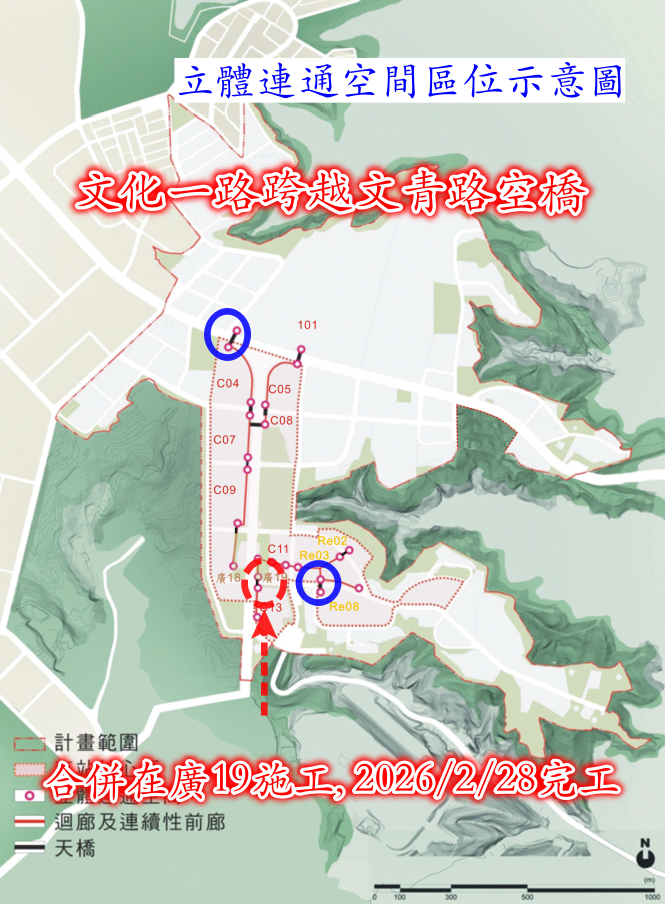 立體連通空間區位示意圖
文化一路跨越文青路空橋
101
C04
C05
C08
C07
C09
Re02
C11
Re03
廣18
廣19
C13
Re08
計畫範圍
合併在廣19施工, 2026/2/28完工
迴廊及連續性前廊
天橋
N
(m)
0 100 300 500 1000